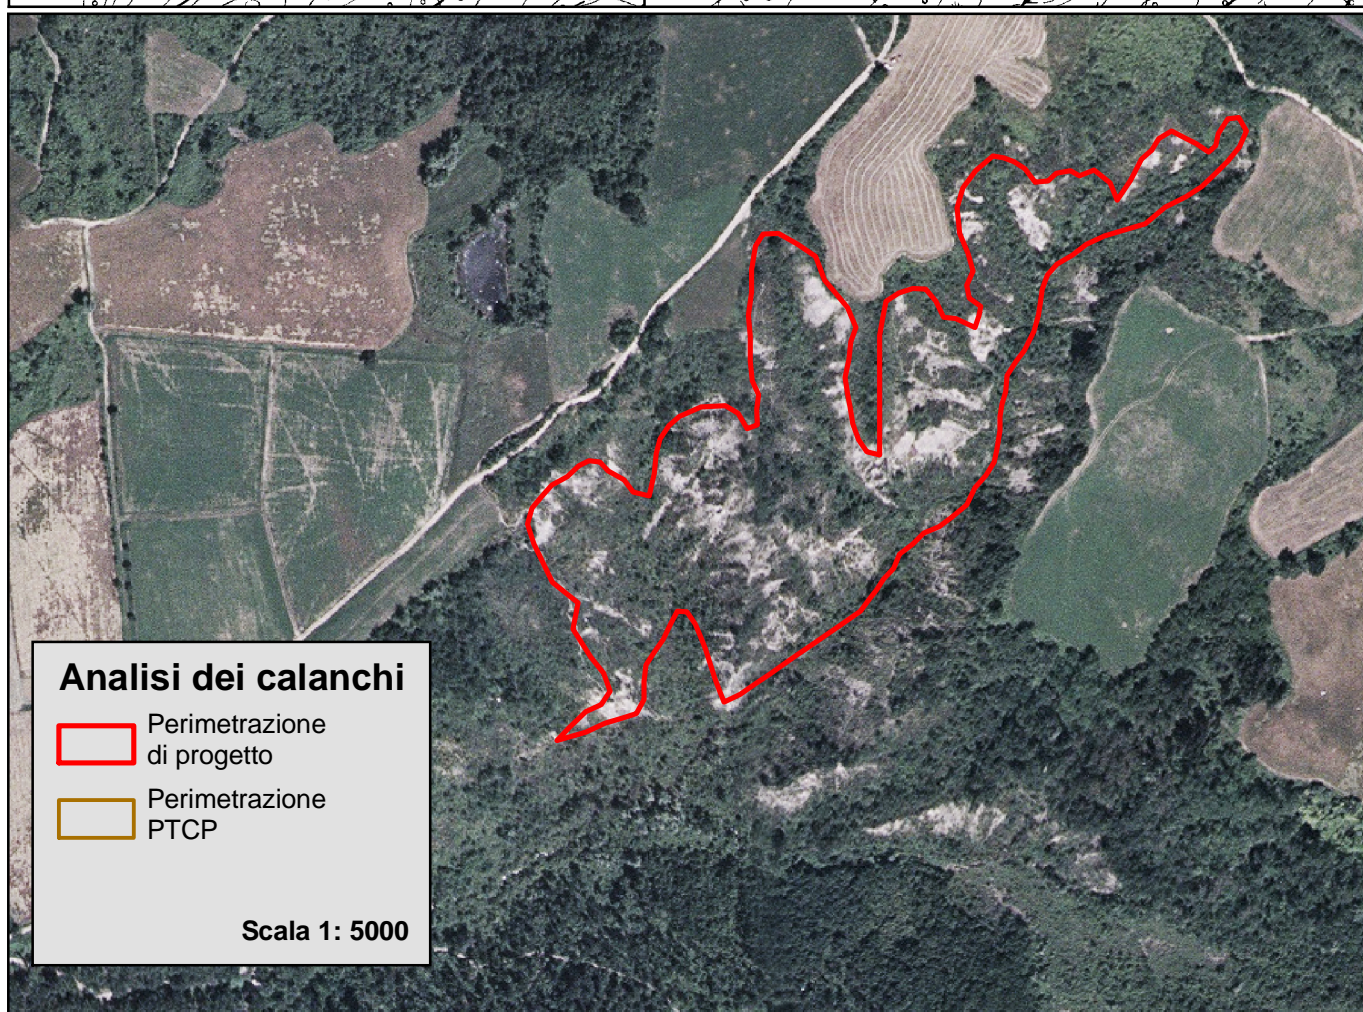 Analisi dei calanchi
Perimetrazione
di progetto
Perimetrazione
PTCP
Scala 1: 5000